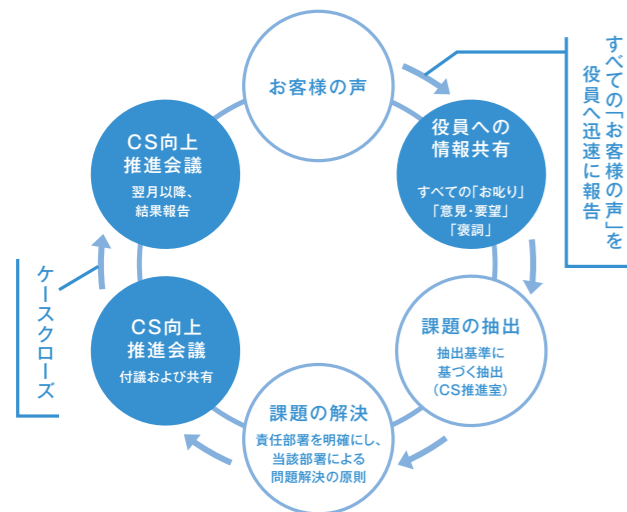 お客様の声
すべての「お客様の声」を
役員へ迅速に報告
役員への
情報共有
すべての「お叱り」
「意見・要望」
「褒詞」
課題の抽出
抽出基準に
基づく抽出
（CS推進室）
課題の解決
責任部署を明確にし、
当該部署による
問題解決の原則
CS向上
推進会議
付議および共有
ケースクローズ
CS向上
推進会議
翌月以降、
結果報告